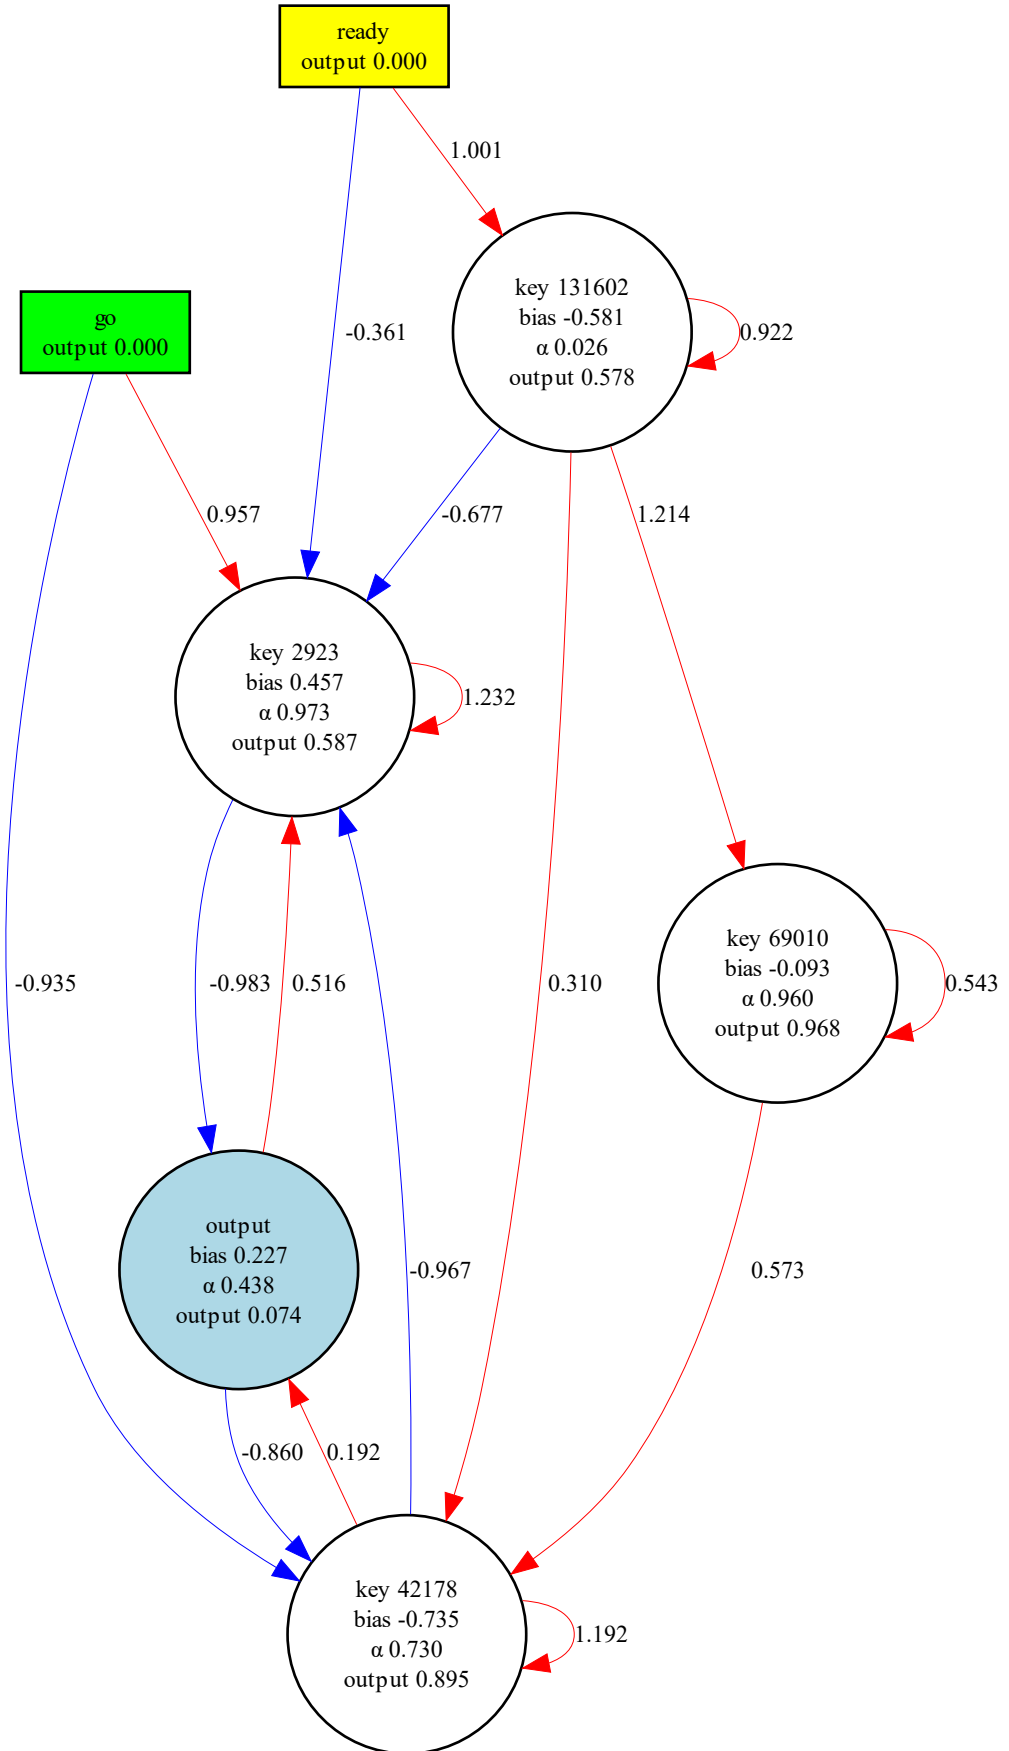 ready
output 0.000
1.001
key 131602
bias -0.581
α 0.026
output 0.578
0.922
go
output 0.000
-0.361
0.957
-0.677
1.214
key 2923
bias 0.457
α 0.973
output 0.587
1.232
key 69010
bias -0.093
α 0.960
output 0.968
0.543
-0.935
-0.983
0.516
0.310
output
bias 0.227
α 0.438
output 0.074
-0.967
0.573
-0.860
0.192
key 42178
bias -0.735
α 0.730
output 0.895
1.192